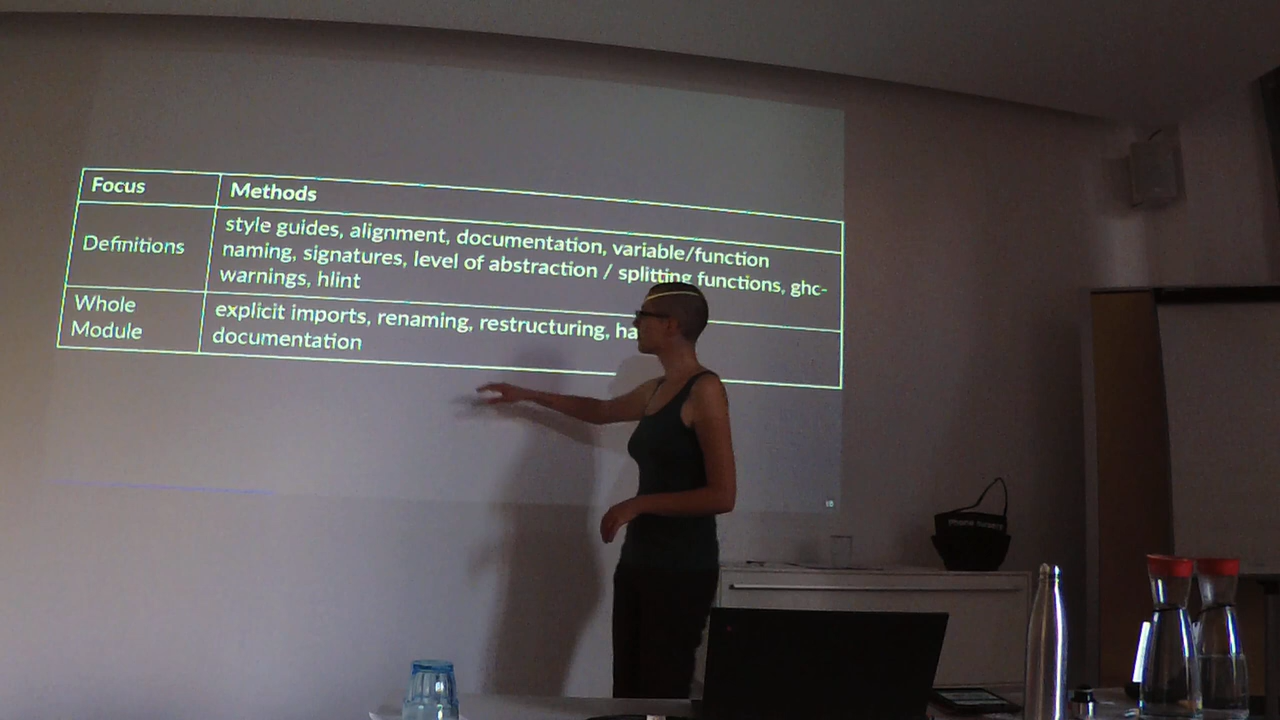 Focus
Methods
Definitions
style guides, alignment, documentation, variable/function
naming, signatures, level of abstraction / splitting functions, ghc-
warnings, hlint
Whole
Module
explicit imports, renaming, restructuring,
documentation
Phone